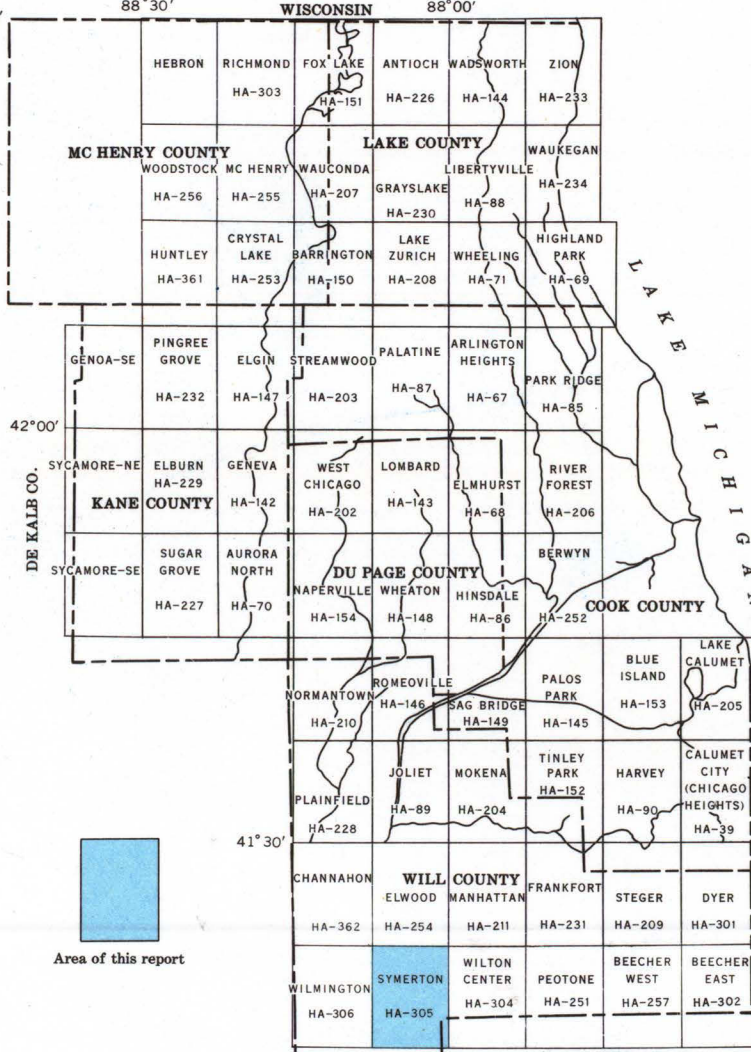 WISCONSIN
88°30′
88°00′
HEBRON
RICHMOND
HA-303
FOX LAKE
HA-151
ANTIOCH
HA-226
WADSWORTH
HA-144
ZION
HA-233
MC HENRY COUNTY
LAKE COUNTY
WOODSTOCK
HA-256
MC HENRY
HA-255
WAUCONDA
HA-207
GRAYSLAKE
HA-230
LIBERTYVILLE
HA-88
WAUKEGAN
HA-234
HUNTLEY
HA-361
CRYSTAL
LAKE
HA-253
BARRINGTON
HA-150
LAKE
ZURICH
HA-208
WHEELING
HA-71
HIGHLAND
PARK
HA-69
LAKE MICHIGAN
GENOA-SE
PINGREE
GROVE
HA-232
ELGIN
HA-147
STREAMWOOD
HA-203
PALATINE
HA-87
ARLINGTON
HEIGHTS
HA-67
PARK RIDGE
HA-85
42°00′
DE KALB CO.
SYCAMORE-NE
ELBURN
HA-229
KANE COUNTY
GENEVA
HA-142
WEST
CHICAGO
HA-202
LOMBARD
HA-143
ELMHURST
HA-68
RIVER
FOREST
HA-206
SYCAMORE-SE
SUGAR
GROVE
HA-227
AURORA
NORTH
HA-70
DU PAGE COUNTY
NAPERVILLE
HA-154
WHEATON
HA-148
HINSDALE
HA-86
BERWYN
HA-252
COOK COUNTY
NORMANTOWN
HA-210
ROMEOVILLE
HA-146
SAG BRIDGE
HA-149
PALOS
PARK
HA-145
BLUE
ISLAND
HA-153
LAKE
CALUMET
HA-205
PLAINFIELD
HA-228
JOLIET
HA-89
MOKENA
HA-204
TINLEY
PARK
HA-152
HARVEY
HA-90
CALUMET
CITY
(CHICAGO
HEIGHTS)
HA-39
41°30′
WILL COUNTY
CHANNAHON
HA-362
ELWOOD
HA-254
MANHATTAN
HA-211
FRANKFORT
HA-231
STEGER
HA-209
DYER
HA-301
WILMINGTON
HA-306
SYMERTON
HA-305
WILTON
CENTER
HA-304
PEOTONE
HA-251
BEECHER
WEST
HA-257
BEECHER
EAST
HA-302
Area of this report